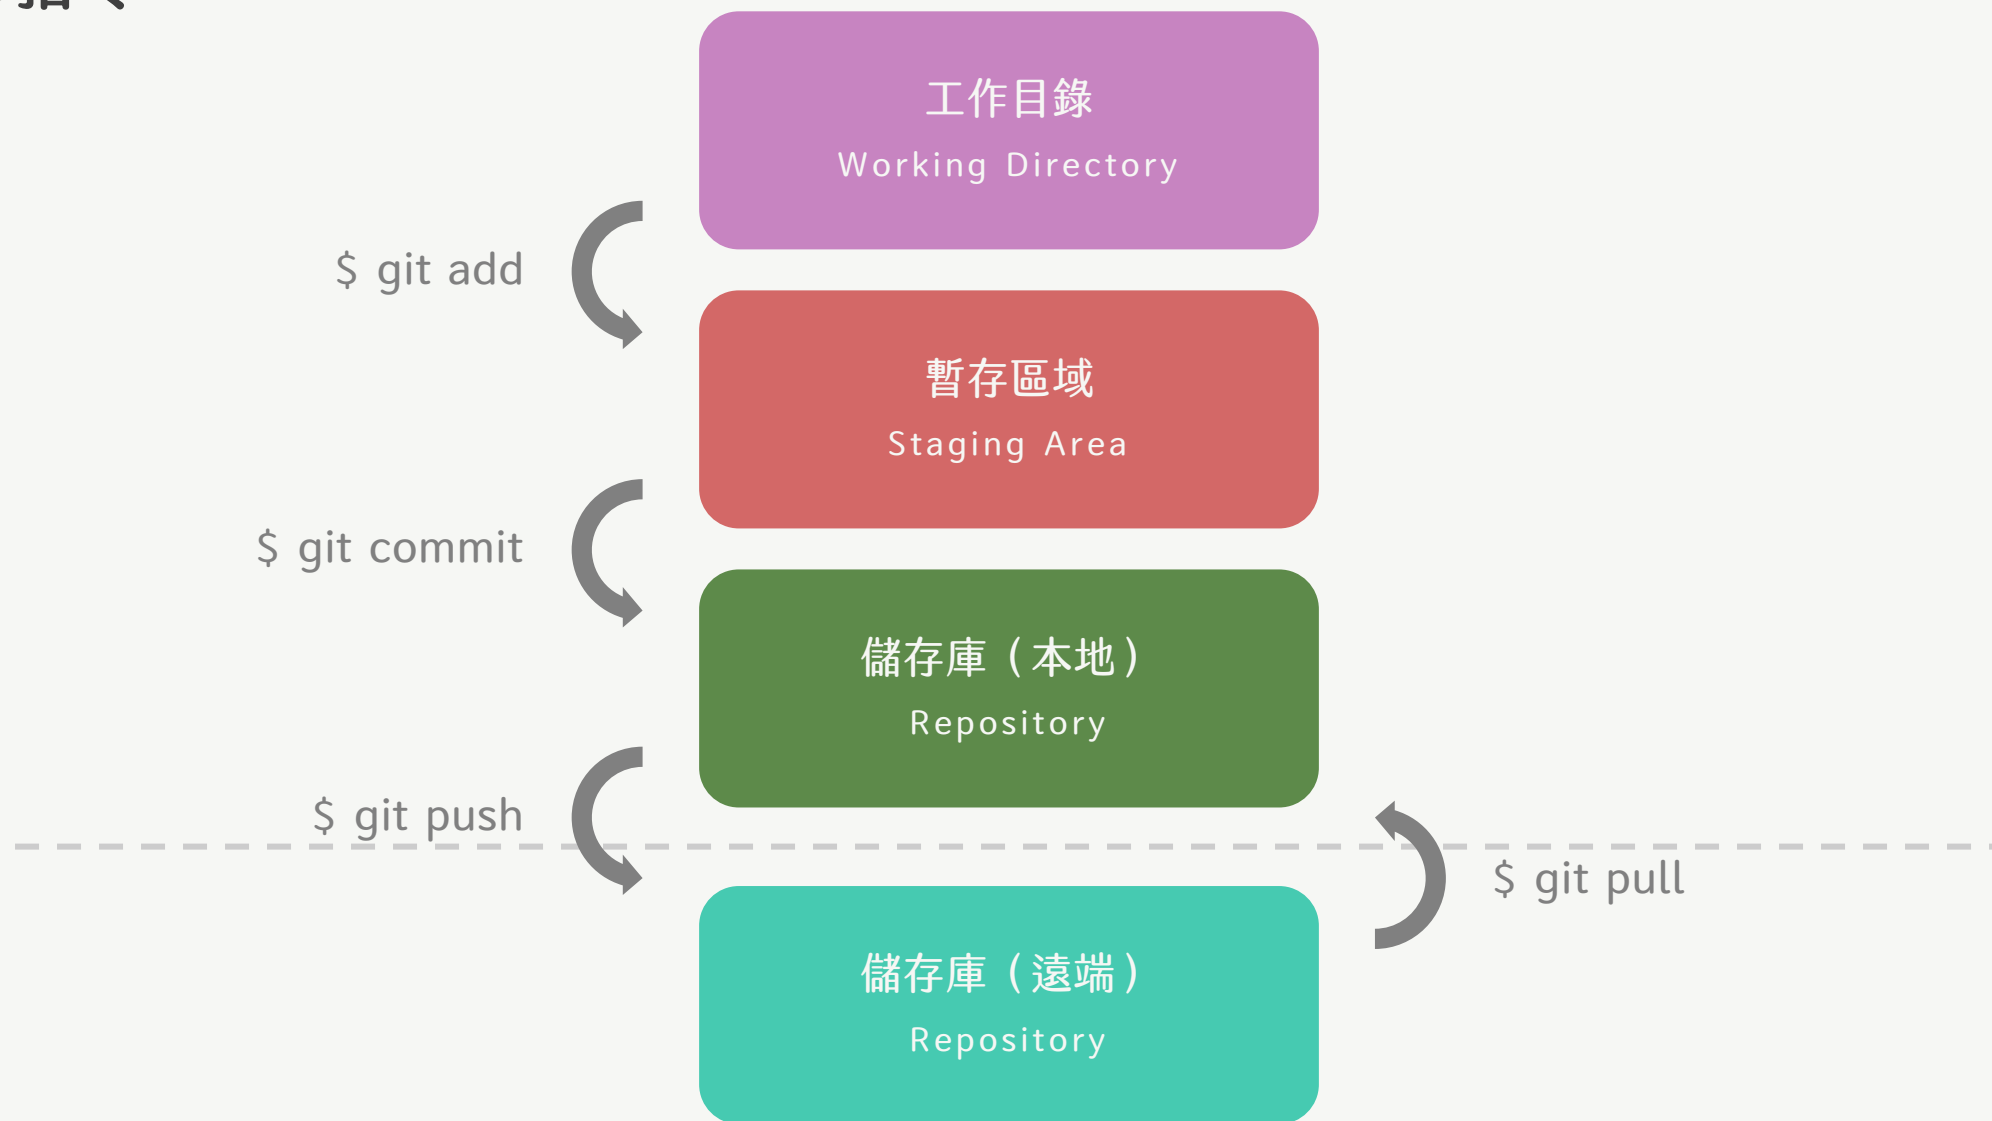 工作目錄
Working Directory
$ git add
暫存區域
Staging Area
$ git commit
儲存庫（本地）
Repository
$ git push
$ git pull
儲存庫（遠端）
Repository